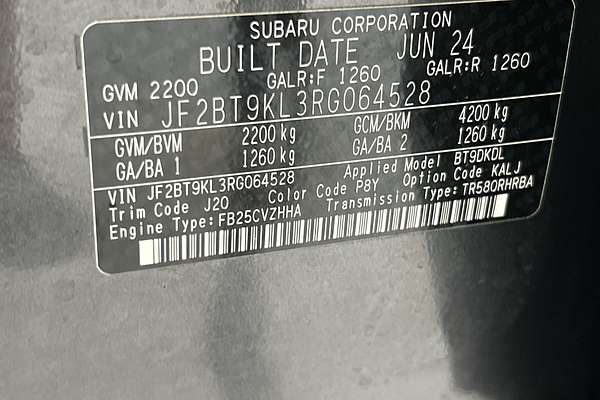 SUBARU CORPORATION
BUILT DATE JUN 24
GVM 2200 GALR:F 1260 GALR:R 1260
VIN JF2BT9KL3RG064528
GVM/BVM 2200 kg GCM/BKM 4200 kg
GA/BA 1 1260 kg GA/BA 2 1260 kg
VIN JF2BT9KL3RG064528 Applied Model BT9DKDL
Trim Code J20 Color Code P8Y Option Code KALJ
Engine Type:FB25CVZHHA Transmission Type:TR580RHRBA